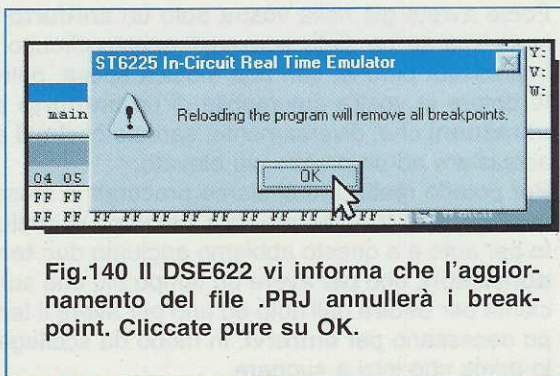 ST6225 In-Circuit Real Time Emulator
Y:
V:
W:
main
Reloading the program will remove all breakpoints.
OK
04 05
FF FF
FF FF FF FF FF FF FF FF FF FF FF FF ..
Fig.140 Il DSE622 vi informa che l'aggior-
namento del file .PRJ annullerà i break-
point. Cliccate pure su OK.